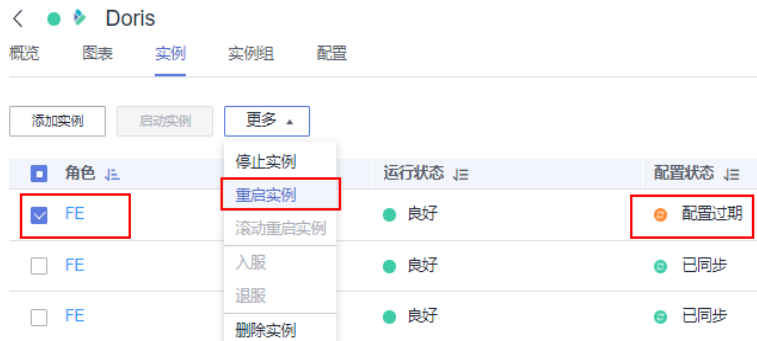 Doris
概览 图表 实例 实例组 配置
添加实例 启动实例 更多
停止实例
角色 运行状态 配置状态
重启实例
FE 良好 配置过期
滚动重启实例
入服
FE 良好 已同步
退服
FE 良好 已同步
删除实例